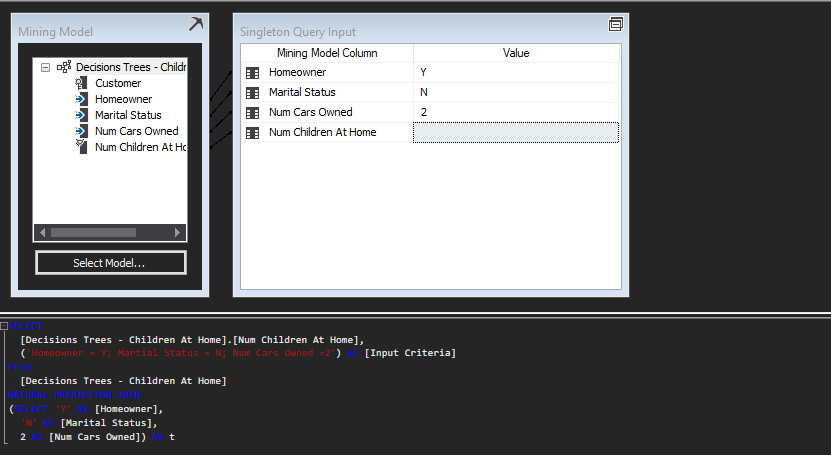 Mining Model
Decisions Trees - Childr
Customer
Homeowner
Marital Status
Num Cars Owned
Num Children At Ho
Select Model...
Singleton Query Input
Mining Model Column Value
Homeowner Y
Marital Status N
Num Cars Owned 2
Num Children At Home
SELECT
[Decisions Trees - Children At Home].[Num Children At Home],
('Homeowner = Y; Martial Status = N; Num Cars Owned =2') as [Input Criteria]
From
[Decisions Trees - Children At Home]
NATURAL PREDICTION JOIN
(SELECT 'Y' AS [Homeowner],
'N' AS [Marital Status],
2 AS [Num Cars Owned]) AS t